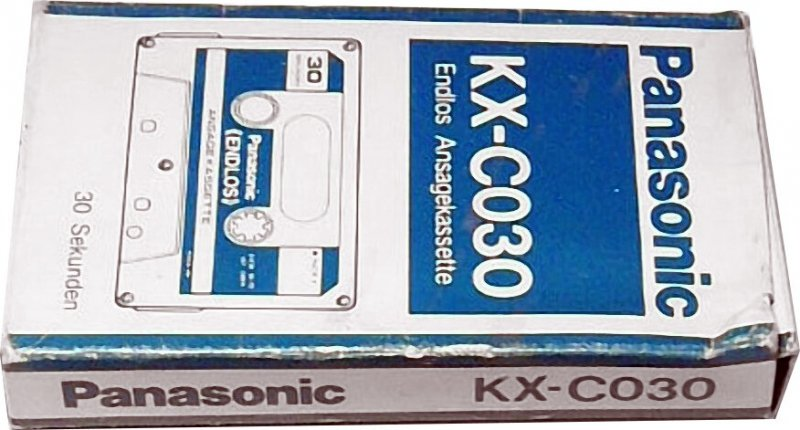 Panasonic
KX-C030
Endlos Ansagekassette
30
Panasonic
(ENDLOS)
ANSAGEKASSETTE
30 Sekunden
Panasonic KX-C030